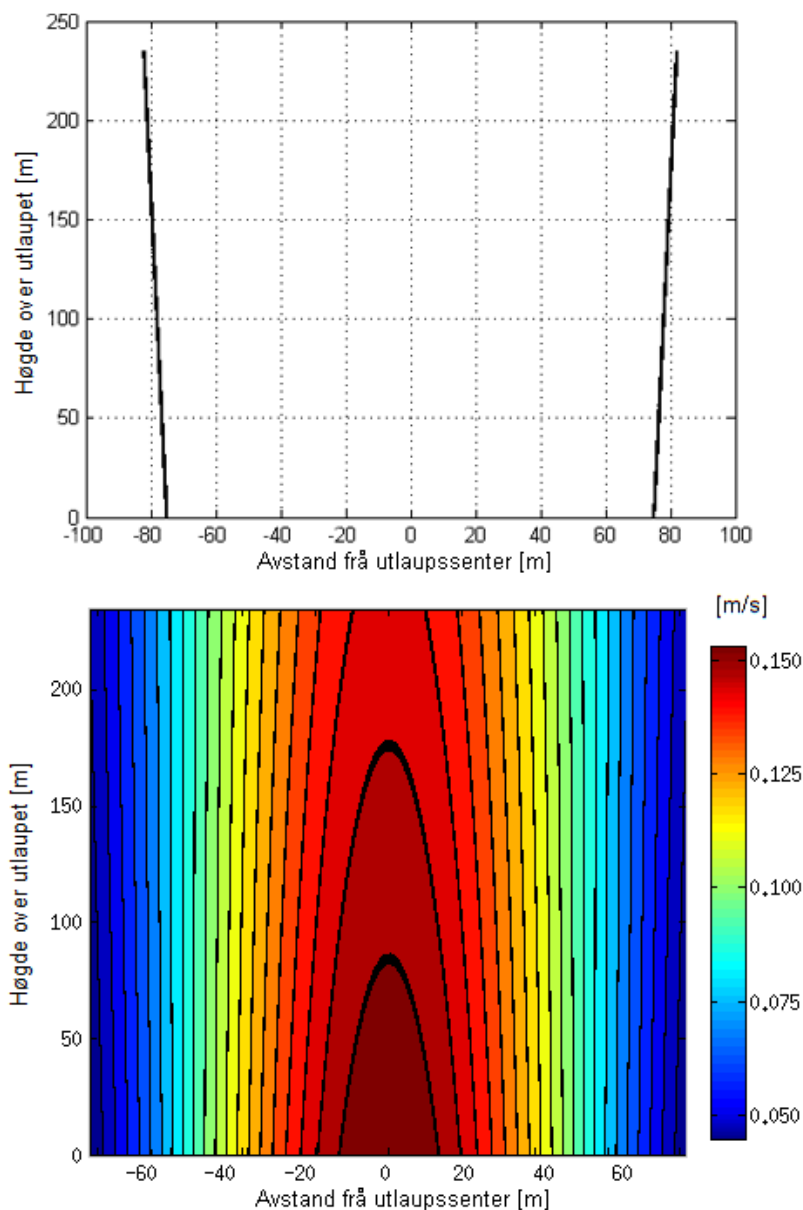 250
200
150
100
50
0
Høgde over utlaupet [m]
-100 -80 -60 -40 -20 0 20 40 60 80 100
Avstand frå utlaupssenter [m]
[m/s]
0.150
0.125
0.100
0.075
0.050
200
150
100
50
0
Høgde over utlaupet [m]
-60 -40 -20 0 20 40 60
Avstand frå utlaupssenter [m]